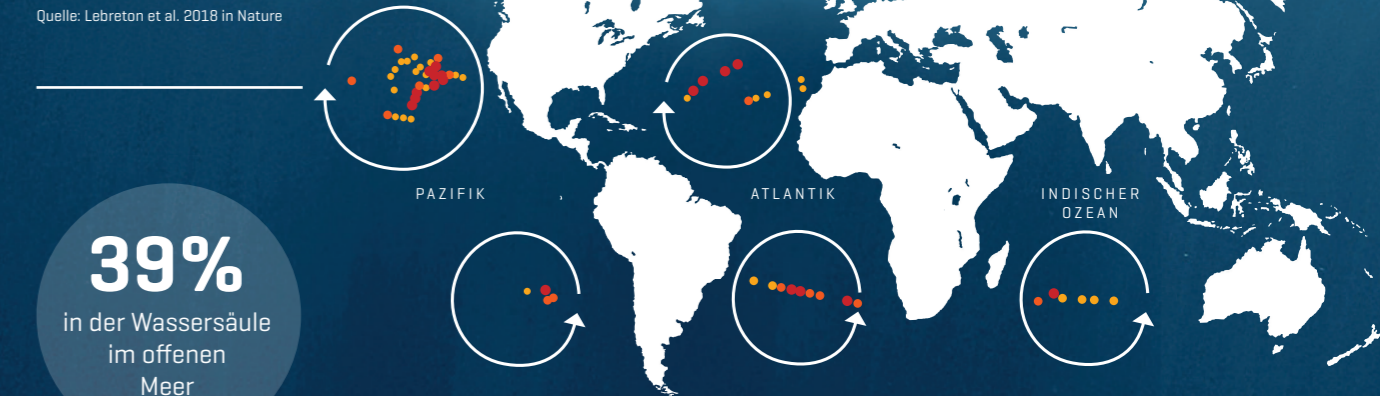 Quelle: Lebreton et al. 2018 in Nature
PAZIFIK
ATLANTIK
INDISCHER
OZEAN
39%
in der Wassersäule
im offenen
Meer